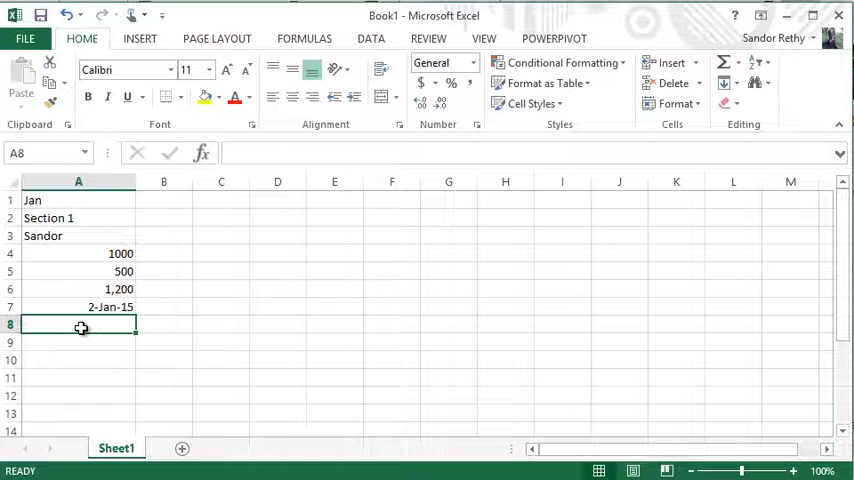 Book1 - Microsoft Excel
FILE HOME INSERT PAGE LAYOUT FORMULAS DATA REVIEW VIEW POWERPIVOT Sandor Rethy
Paste
Calibri 11
B I U
General
$ % ,
Conditional Formatting
Format as Table
Cell Styles
Insert
Delete
Format
Clipboard Font Alignment Number Styles Cells Editing
A8 fx
A B C D E F G H I J K L M
1 Jan
2 Section 1
3 Sandor
4 1000
5 500
6 1,200
7 2-Jan-15
8
9
10
11
12
13
14
Sheet1
READY 100%